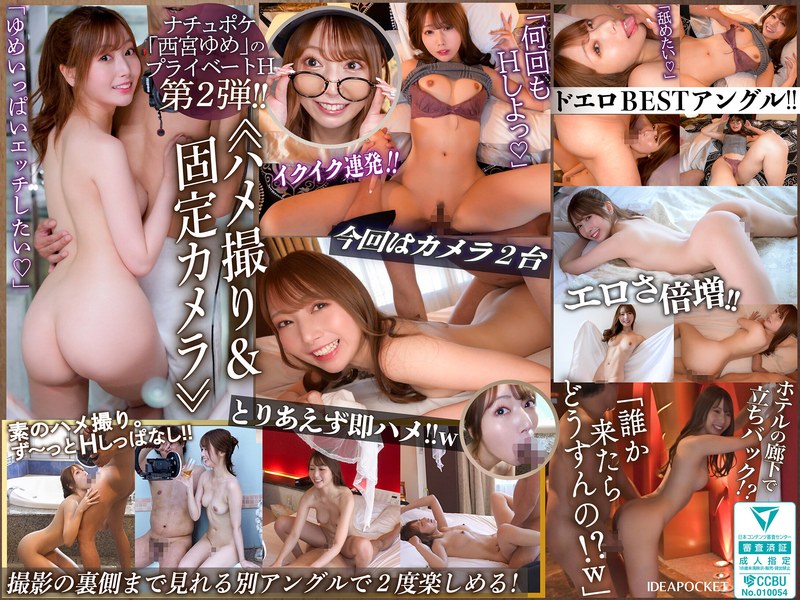 「ゆめいっぱいエッチしたい♡」
ナチュポケ
「西宮ゆめ」の
プライベートH
第2弾!!
《ハメ撮り&
固定カメラ》
「何回も
Hしよっ♡」
イクイク連発!!
今回はカメラ2台
「舐めたい♡」
ドエロBESTアングル!!
エロさ倍増!!
とりあえず即ハメ!!w
素のハメ撮り。
ず〜っとHしっぱなし!!
ホテルの廊下で
立ちバック!?
「誰か
来たら
どうすんの!?w」
撮影の裏側まで見れる別アングルで2度楽しめる!
IDEAPOCKET
日本コンテンツ審査センター
審査済証
成人指定
CCBU
No.010054